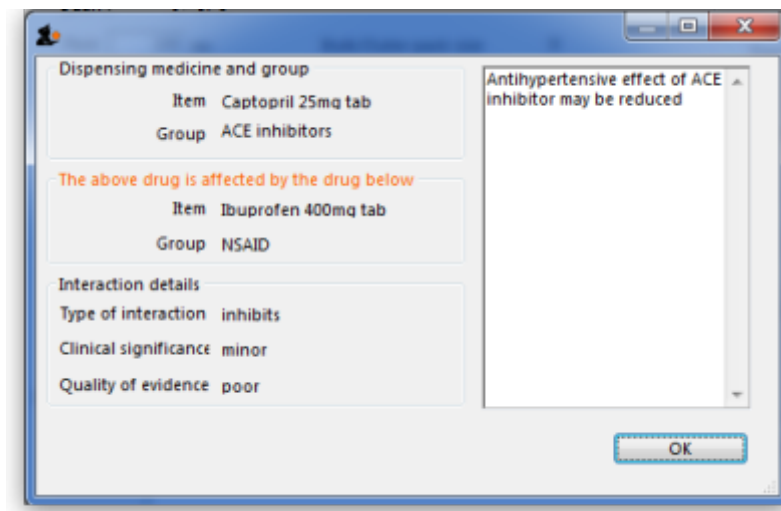 Dispensing medicine and group
Item Captopril 25mg tab
Group ACE inhibitors
The above drug is affected by the drug below
Item Ibuprofen 400mg tab
Group NSAID
Interaction details
Type of interaction inhibits
Clinical significance minor
Quality of evidence poor
Antihypertensive effect of ACE
inhibitor may be reduced
OK